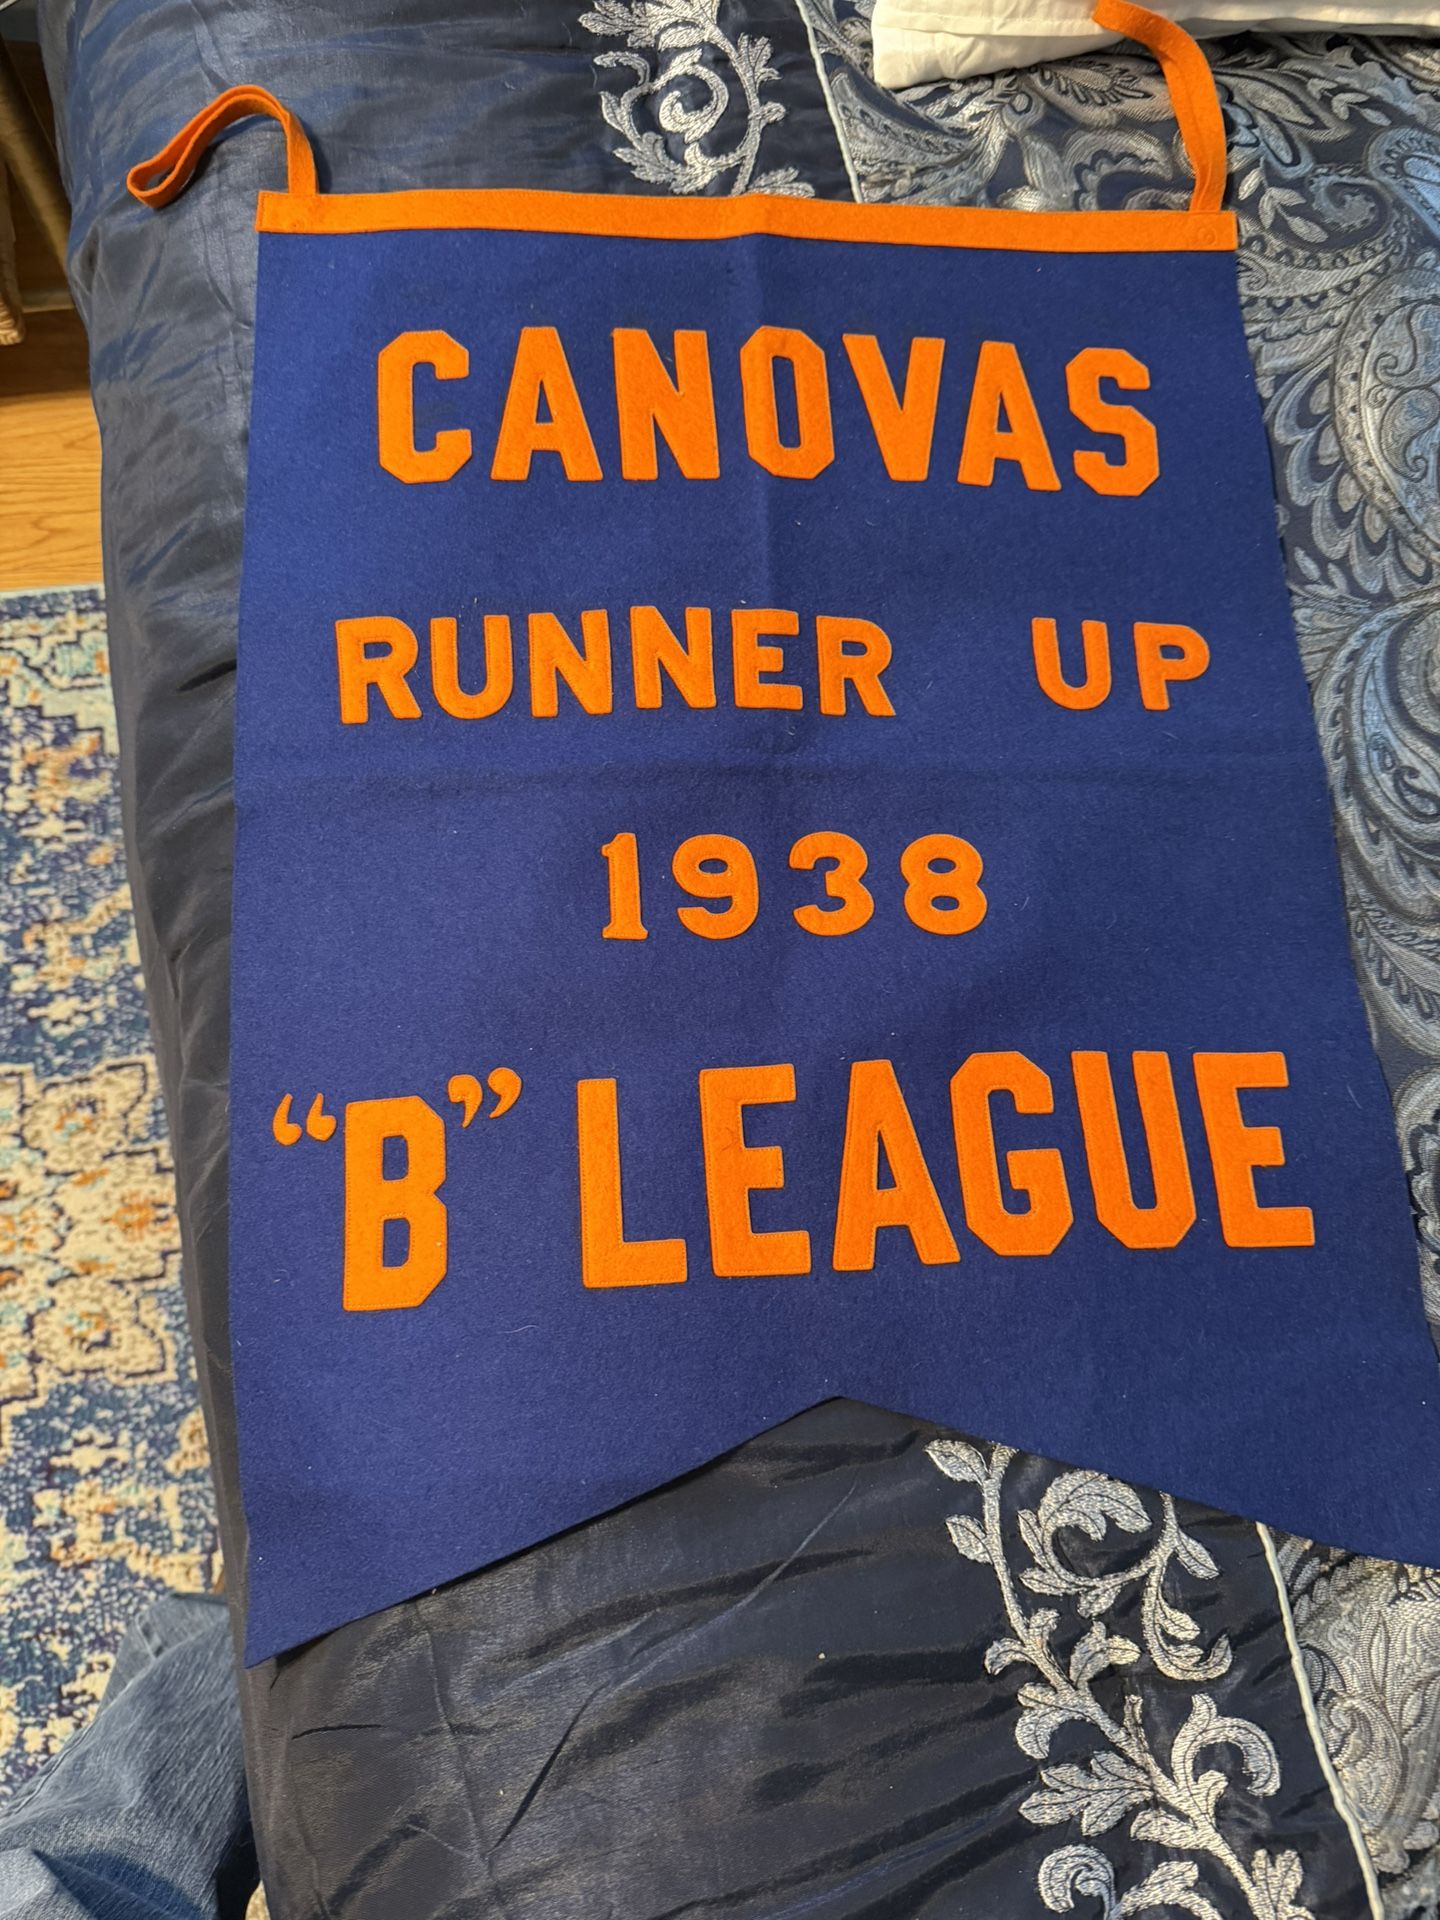 CANOVAS
RUNNER UP
1938
“B” LEAGUE